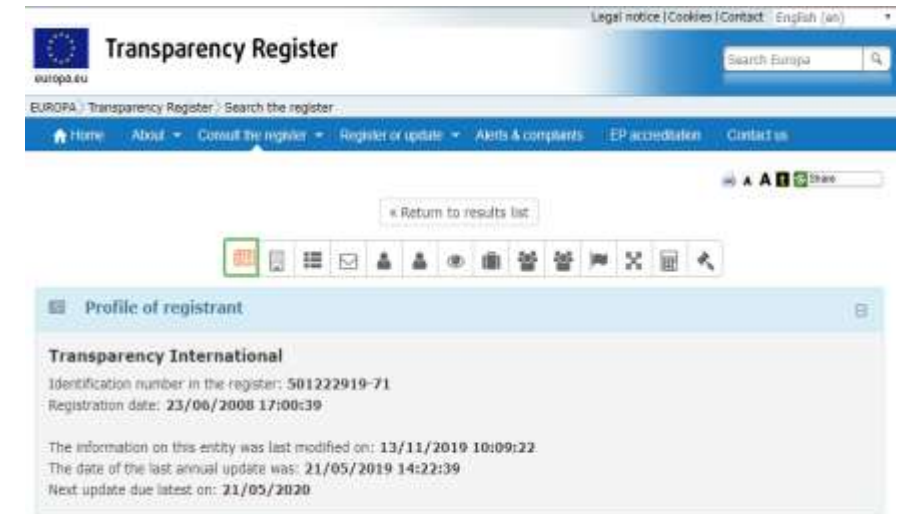 Legal notice | Cookies | Contact English (en)
Transparency Register
europa.eu
Search Europa
EUROPA > Transparency Register > Search the register
Home About Consult the register Register or update Alerts & complaints EP accreditation Contact us
A A Share
« Return to results list
Profile of registrant
Transparency International
Identification number in the register: 501222919-71
Registration date: 23/06/2008 17:00:39
The information on this entity was last modified on: 13/11/2019 10:09:22
The date of the last annual update was: 21/05/2019 14:22:39
Next update due latest on: 21/05/2020